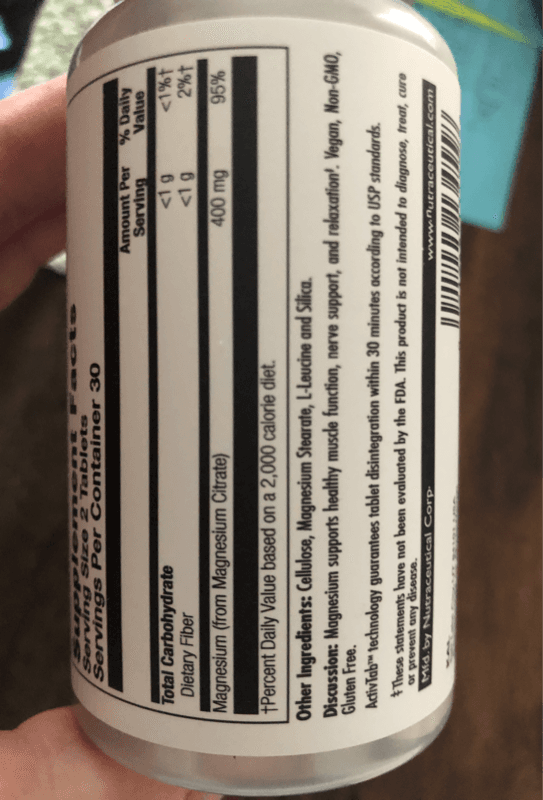 Supplement Facts
Serving Size 2 Tablets
Servings Per Container 30
Amount Per Serving
% Daily Value
Total Carbohydrate <1 g <1%†
Dietary Fiber <1 g 2%†
Magnesium (from Magnesium Citrate) 400 mg 95%
†Percent Daily Value based on a 2,000 calorie diet.
Other Ingredients: Cellulose, Magnesium Stearate, L-Leucine and Silica.
Discussion: Magnesium supports healthy muscle function, nerve support, and relaxation‡. Vegan, Non-GMO,
Gluten Free.
ActivTab™ technology guarantees tablet disintegration within 30 minutes according to USP standards.
‡These statements have not been evaluated by the FDA. This product is not intended to diagnose, treat, cure
or prevent any disease.
Mfd. by Nutraceutical Corp. www.nutraceutical.com